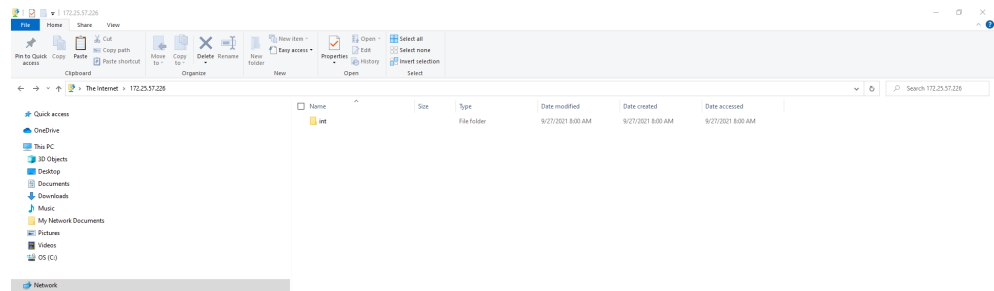 172.25.57.226
File Home Share View
Pin to Quick access
Copy
Paste
Cut
Copy path
Paste shortcut
Clipboard
Move to
Copy to
Delete
Rename
Organize
New folder
New item
Easy access
New
Properties
Open
Edit
History
Open
Select all
Select none
Invert selection
Select
The Internet > 172.25.57.226
Search 172.25.57.226
Name Size Type Date modified Date created Date accessed
int File folder 9/27/2021 8:00 AM 9/27/2021 8:00 AM 9/27/2021 8:00 AM
Quick access
OneDrive
This PC
3D Objects
Desktop
Documents
Downloads
Music
My Network Documents
Pictures
Videos
OS (C:)
Network